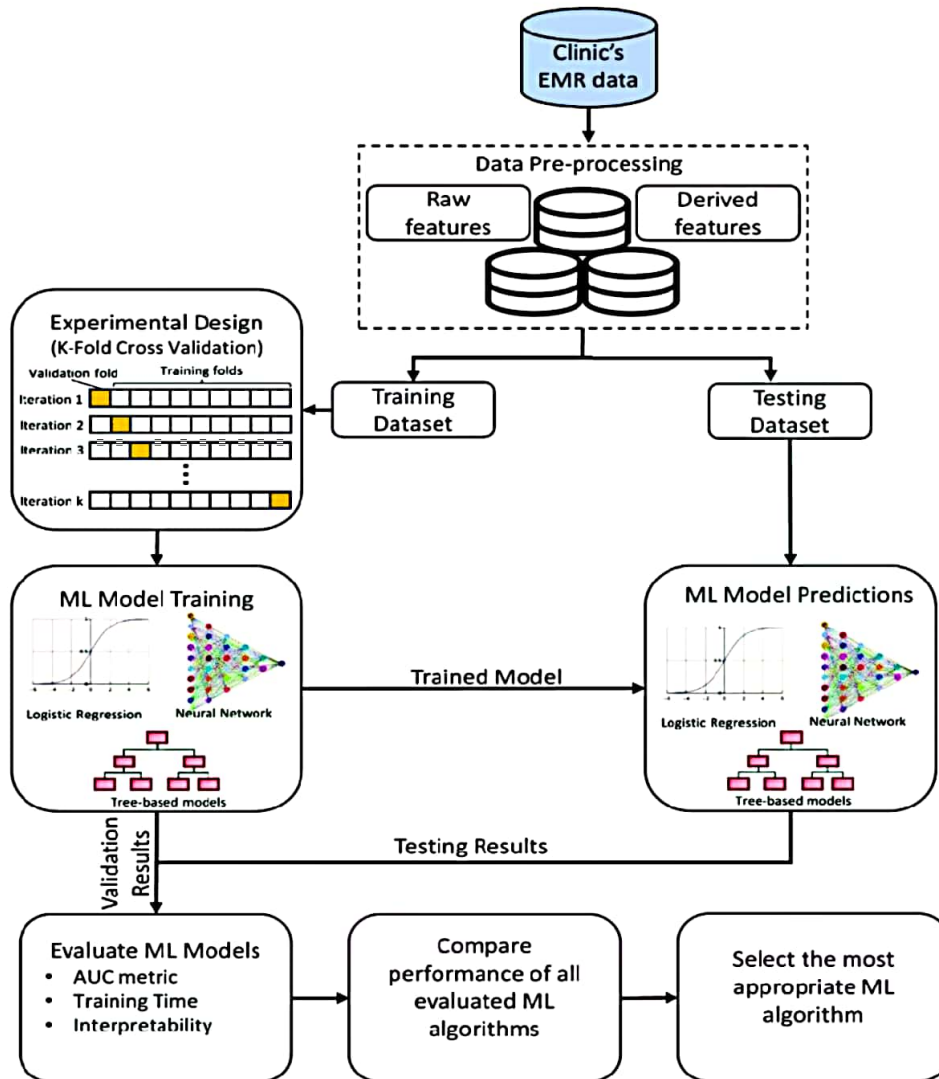 Clinic's
EMR data
Data Pre-processing
Raw
features
Derived
features
Experimental Design
(K-Fold Cross Validation)
Validation fold
Training folds
Iteration 1
Iteration 2
Iteration 3
Iteration k
Training
Dataset
Testing
Dataset
ML Model Training
Logistic Regression
Neural Network
Tree-based models
Trained Model
ML Model Predictions
Logistic Regression
Neural Network
Tree-based models
Validation
Results
Testing Results
Evaluate ML Models
• AUC metric
• Training Time
• Interpretability
Compare
performance of all
evaluated ML
algorithms
Select the most
appropriate ML
algorithm